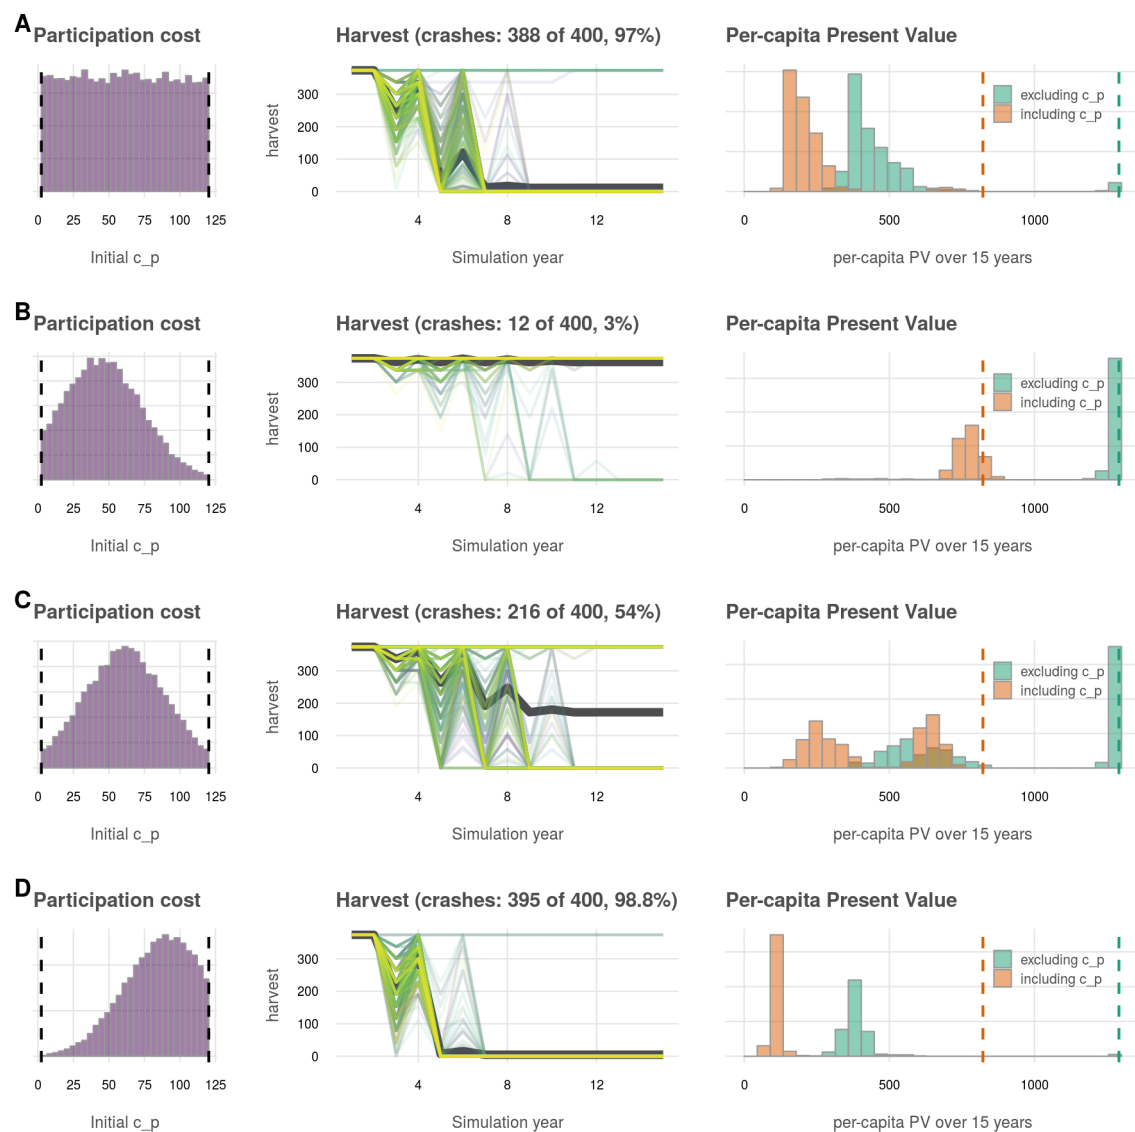 A
Participation cost
Harvest (crashes: 388 of 400, 97%)
Per-capita Present Value
harvest
300
200
100
0
excluding c_p
including c_p
0 25 50 75 100 125
4 8 12
0 500 1000
Initial c_p
Simulation year
per-capita PV over 15 years
B
Participation cost
Harvest (crashes: 12 of 400, 3%)
Per-capita Present Value
harvest
300
200
100
0
excluding c_p
including c_p
0 25 50 75 100 125
4 8 12
0 500 1000
Initial c_p
Simulation year
per-capita PV over 15 years
C
Participation cost
Harvest (crashes: 216 of 400, 54%)
Per-capita Present Value
harvest
300
200
100
0
excluding c_p
including c_p
0 25 50 75 100 125
4 8 12
0 500 1000
Initial c_p
Simulation year
per-capita PV over 15 years
D
Participation cost
Harvest (crashes: 395 of 400, 98.8%)
Per-capita Present Value
harvest
300
200
100
0
excluding c_p
including c_p
0 25 50 75 100 125
4 8 12
0 500 1000
Initial c_p
Simulation year
per-capita PV over 15 years